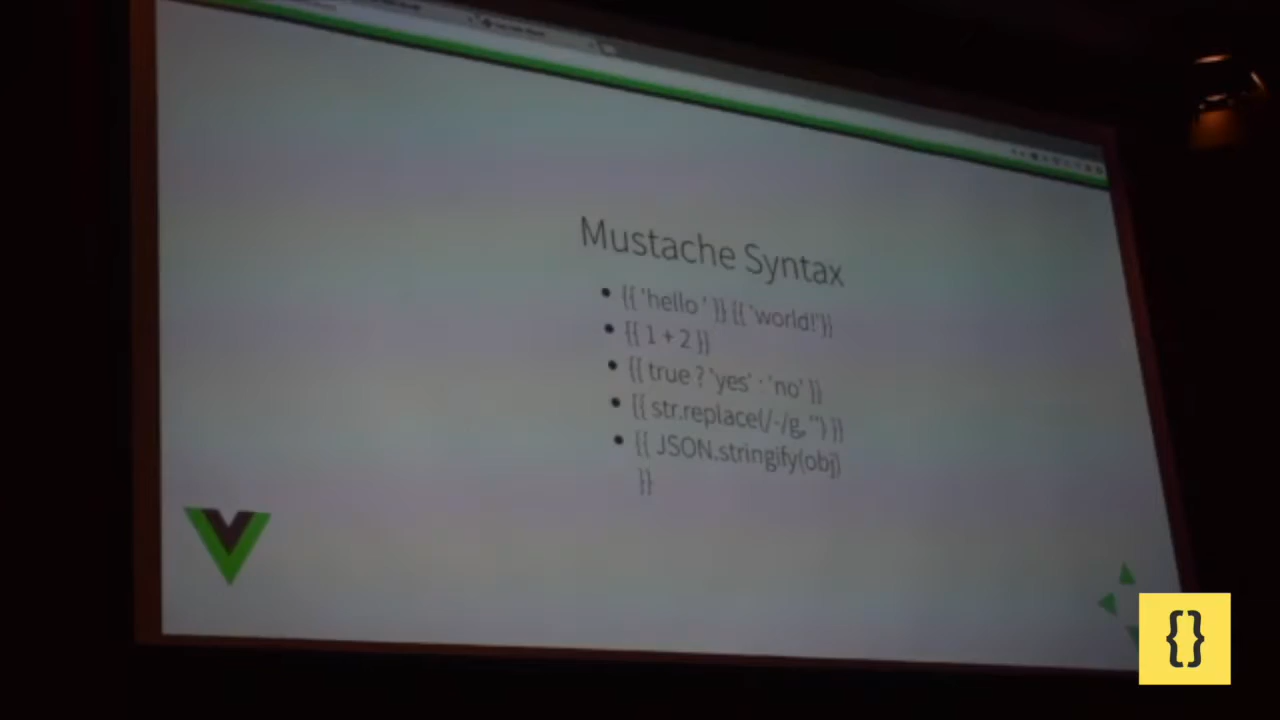 Mustache Syntax
• {{ 'hello ' }} {{ 'world!'}}
• {{ 1 + 2 }}
• {{ true ? 'yes' : 'no' }}
• {{ str.replace(/-/g, '') }}
• {{ JSON.stringify(obj)
}}
{}